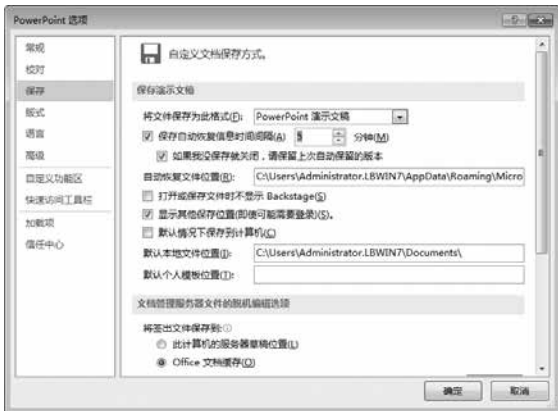 PowerPoint 选项
常规
校对
保存
版式
语言
高级
自定义功能区
快速访问工具栏
加载项
信任中心
自定义文档保存方式。
保存演示文稿
将文件保存为此格式(F): PowerPoint 演示文稿
保存自动恢复信息时间间隔(A) 5 分钟(M)
如果我没保存就关闭，请保留上次自动保留的版本
自动恢复文件位置(R): C:\Users\Administrator.LBWIN7\AppData\Roaming\Micro
打开或保存文件时不显示 Backstage(S)
显示其他保存位置(即使可能需要登录)(S)。
默认情况下保存到计算机(C)
默认本地文件位置(I): C:\Users\Administrator.LBWIN7\Documents\
默认个人模板位置(T):
文档管理服务器文件的脱机编辑选项
将签出文件保存到:
此计算机的服务器草稿位置(L)
Office 文档缓存(O)
确定 取消